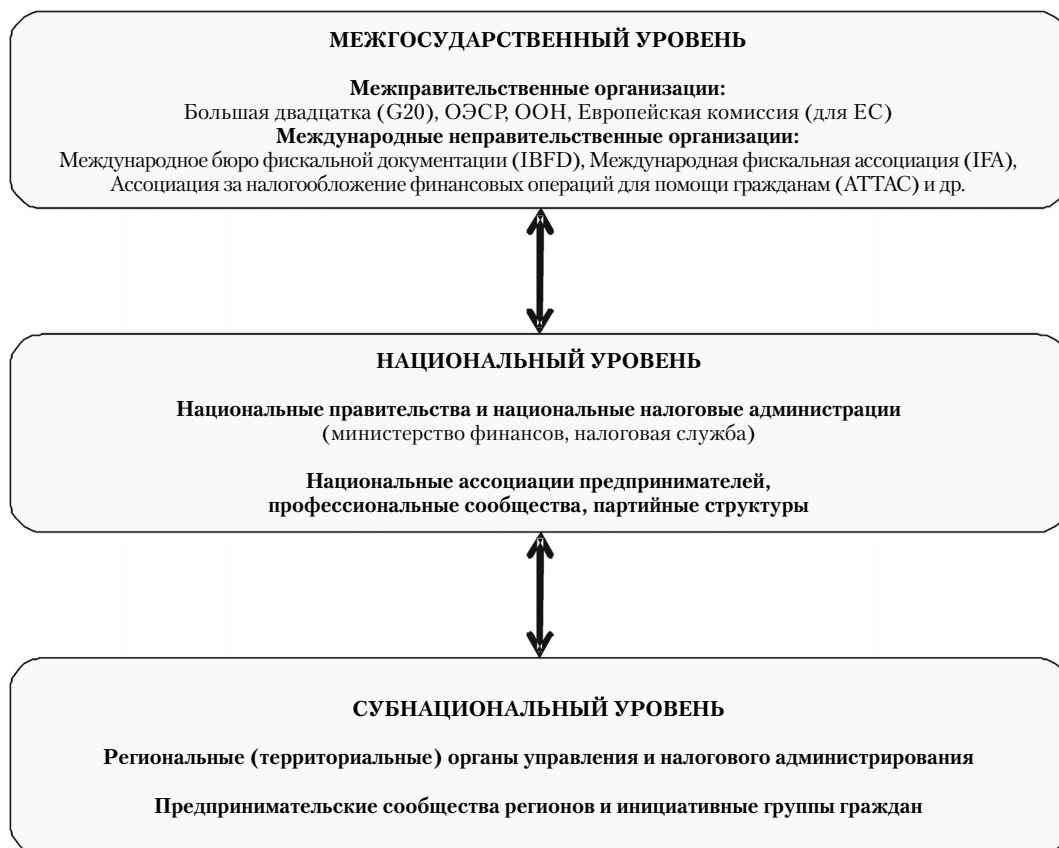 МЕЖГОСУДАРСТВЕННЫЙ УРОВЕНЬ
Межправительственные организации:
Большая двадцатка (G20), ОЭСР, ООН, Европейская комиссия (для ЕС)
Международные неправительственные организации:
Международное бюро фискальной документации (IBFD), Международная фискальная ассоциация (IFA),
Ассоциация за налогообложение финансовых операций для помощи гражданам (АТТАС) и др.
НАЦИОНАЛЬНЫЙ УРОВЕНЬ
Национальные правительства и национальные налоговые администрации
(министерство финансов, налоговая служба)
Национальные ассоциации предпринимателей,
профессиональные сообщества, партийные структуры
СУБНАЦИОНАЛЬНЫЙ УРОВЕНЬ
Региональные (территориальные) органы управления и налогового администрирования
Предпринимательские сообщества регионов и инициативные группы граждан